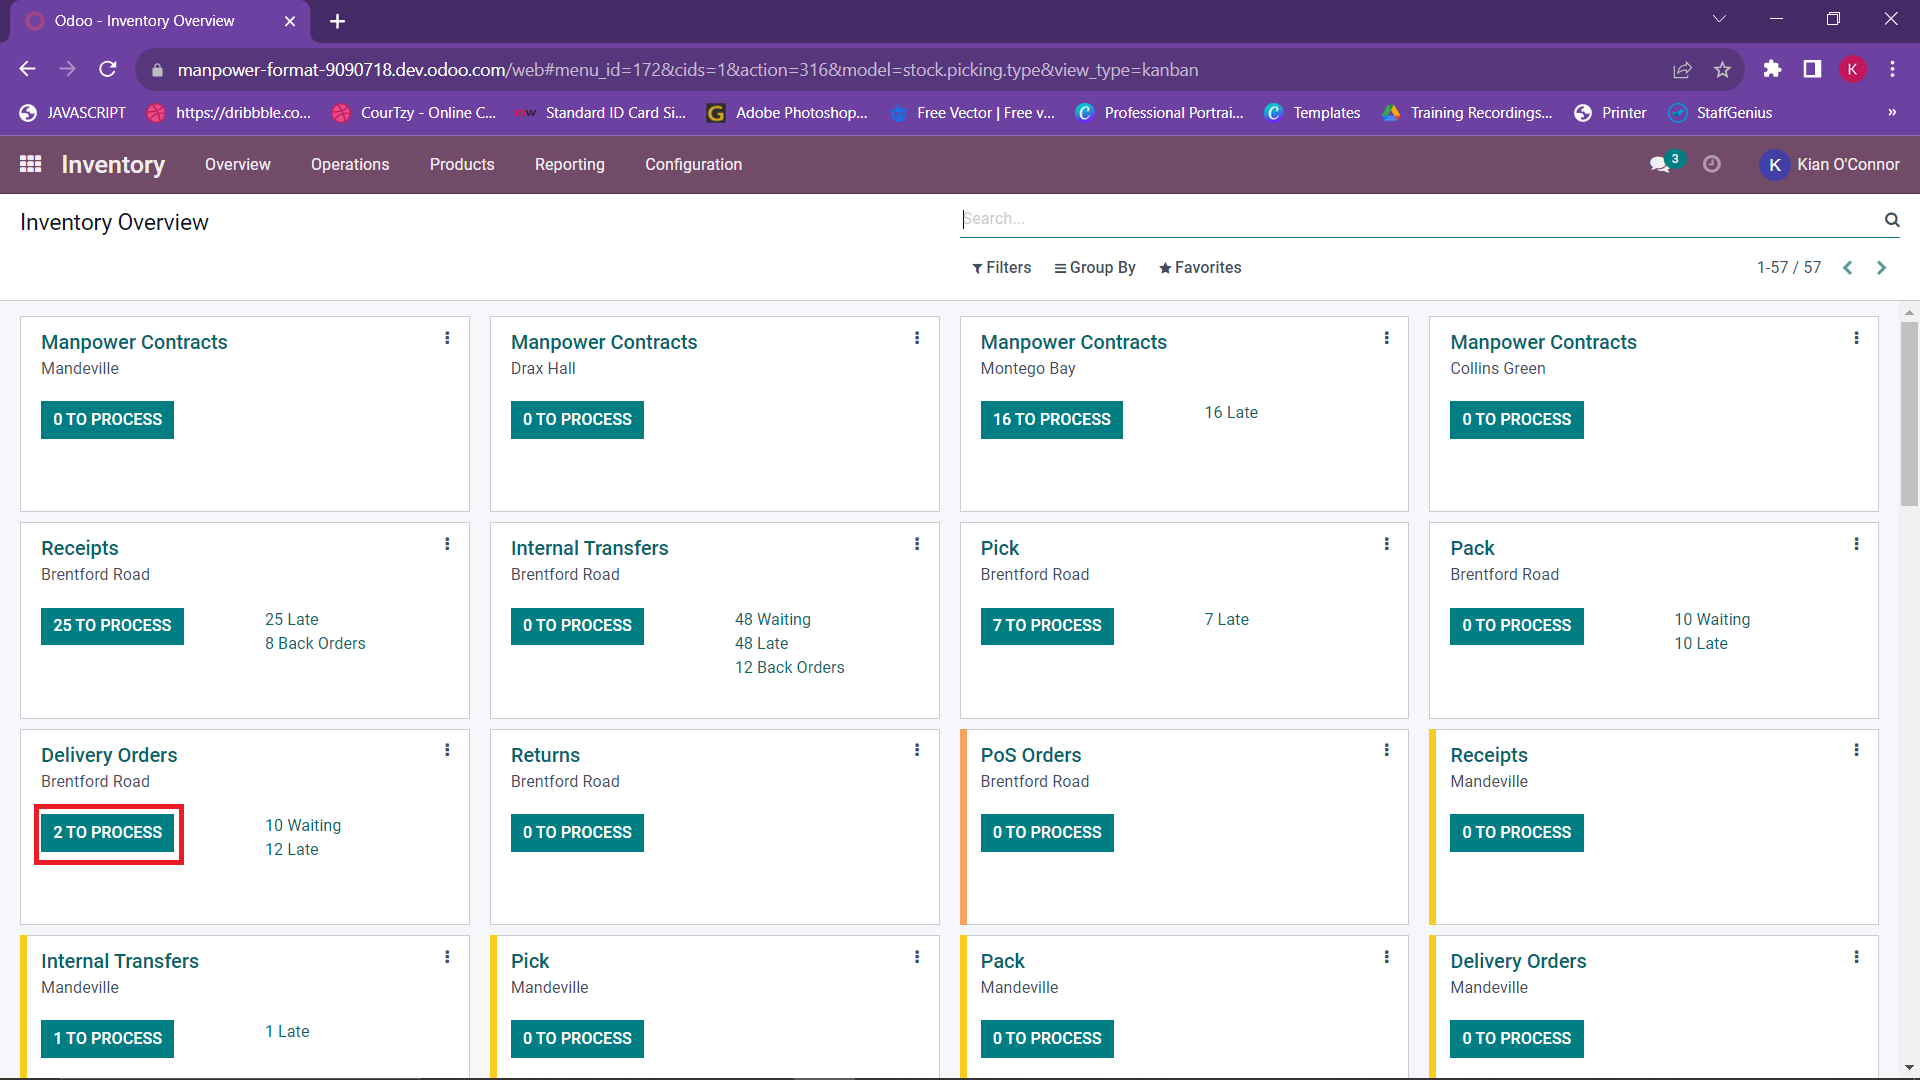 Odoo - Inventory Overview
manpower-format-9090718.dev.odoo.com/web#menu_id=172&cids=1&action=316&model=stock.picking.type&view_type=kanban
K
JAVASCRIPT https://dribbble.co... CourTzy - Online C... Standard ID Card Si... Adobe Photoshop... Free Vector | Free v... Professional Portrai... Templates Training Recordings... Printer StaffGenius »
Inventory Overview Operations Products Reporting Configuration 3 K Kian O'Connor
Inventory Overview
Search...
Filters Group By Favorites 1-57 / 57
Manpower Contracts
Mandeville
0 TO PROCESS
Manpower Contracts
Drax Hall
0 TO PROCESS
Manpower Contracts
Montego Bay
16 TO PROCESS
16 Late
Manpower Contracts
Collins Green
0 TO PROCESS
Receipts
Brentford Road
25 TO PROCESS
25 Late
8 Back Orders
Internal Transfers
Brentford Road
0 TO PROCESS
48 Waiting
48 Late
12 Back Orders
Pick
Brentford Road
7 TO PROCESS
7 Late
Pack
Brentford Road
0 TO PROCESS
10 Waiting
10 Late
Delivery Orders
Brentford Road
2 TO PROCESS
10 Waiting
12 Late
Returns
Brentford Road
0 TO PROCESS
PoS Orders
Brentford Road
0 TO PROCESS
Receipts
Mandeville
0 TO PROCESS
Internal Transfers
Mandeville
1 TO PROCESS
1 Late
Pick
Mandeville
0 TO PROCESS
Pack
Mandeville
0 TO PROCESS
Delivery Orders
Mandeville
0 TO PROCESS